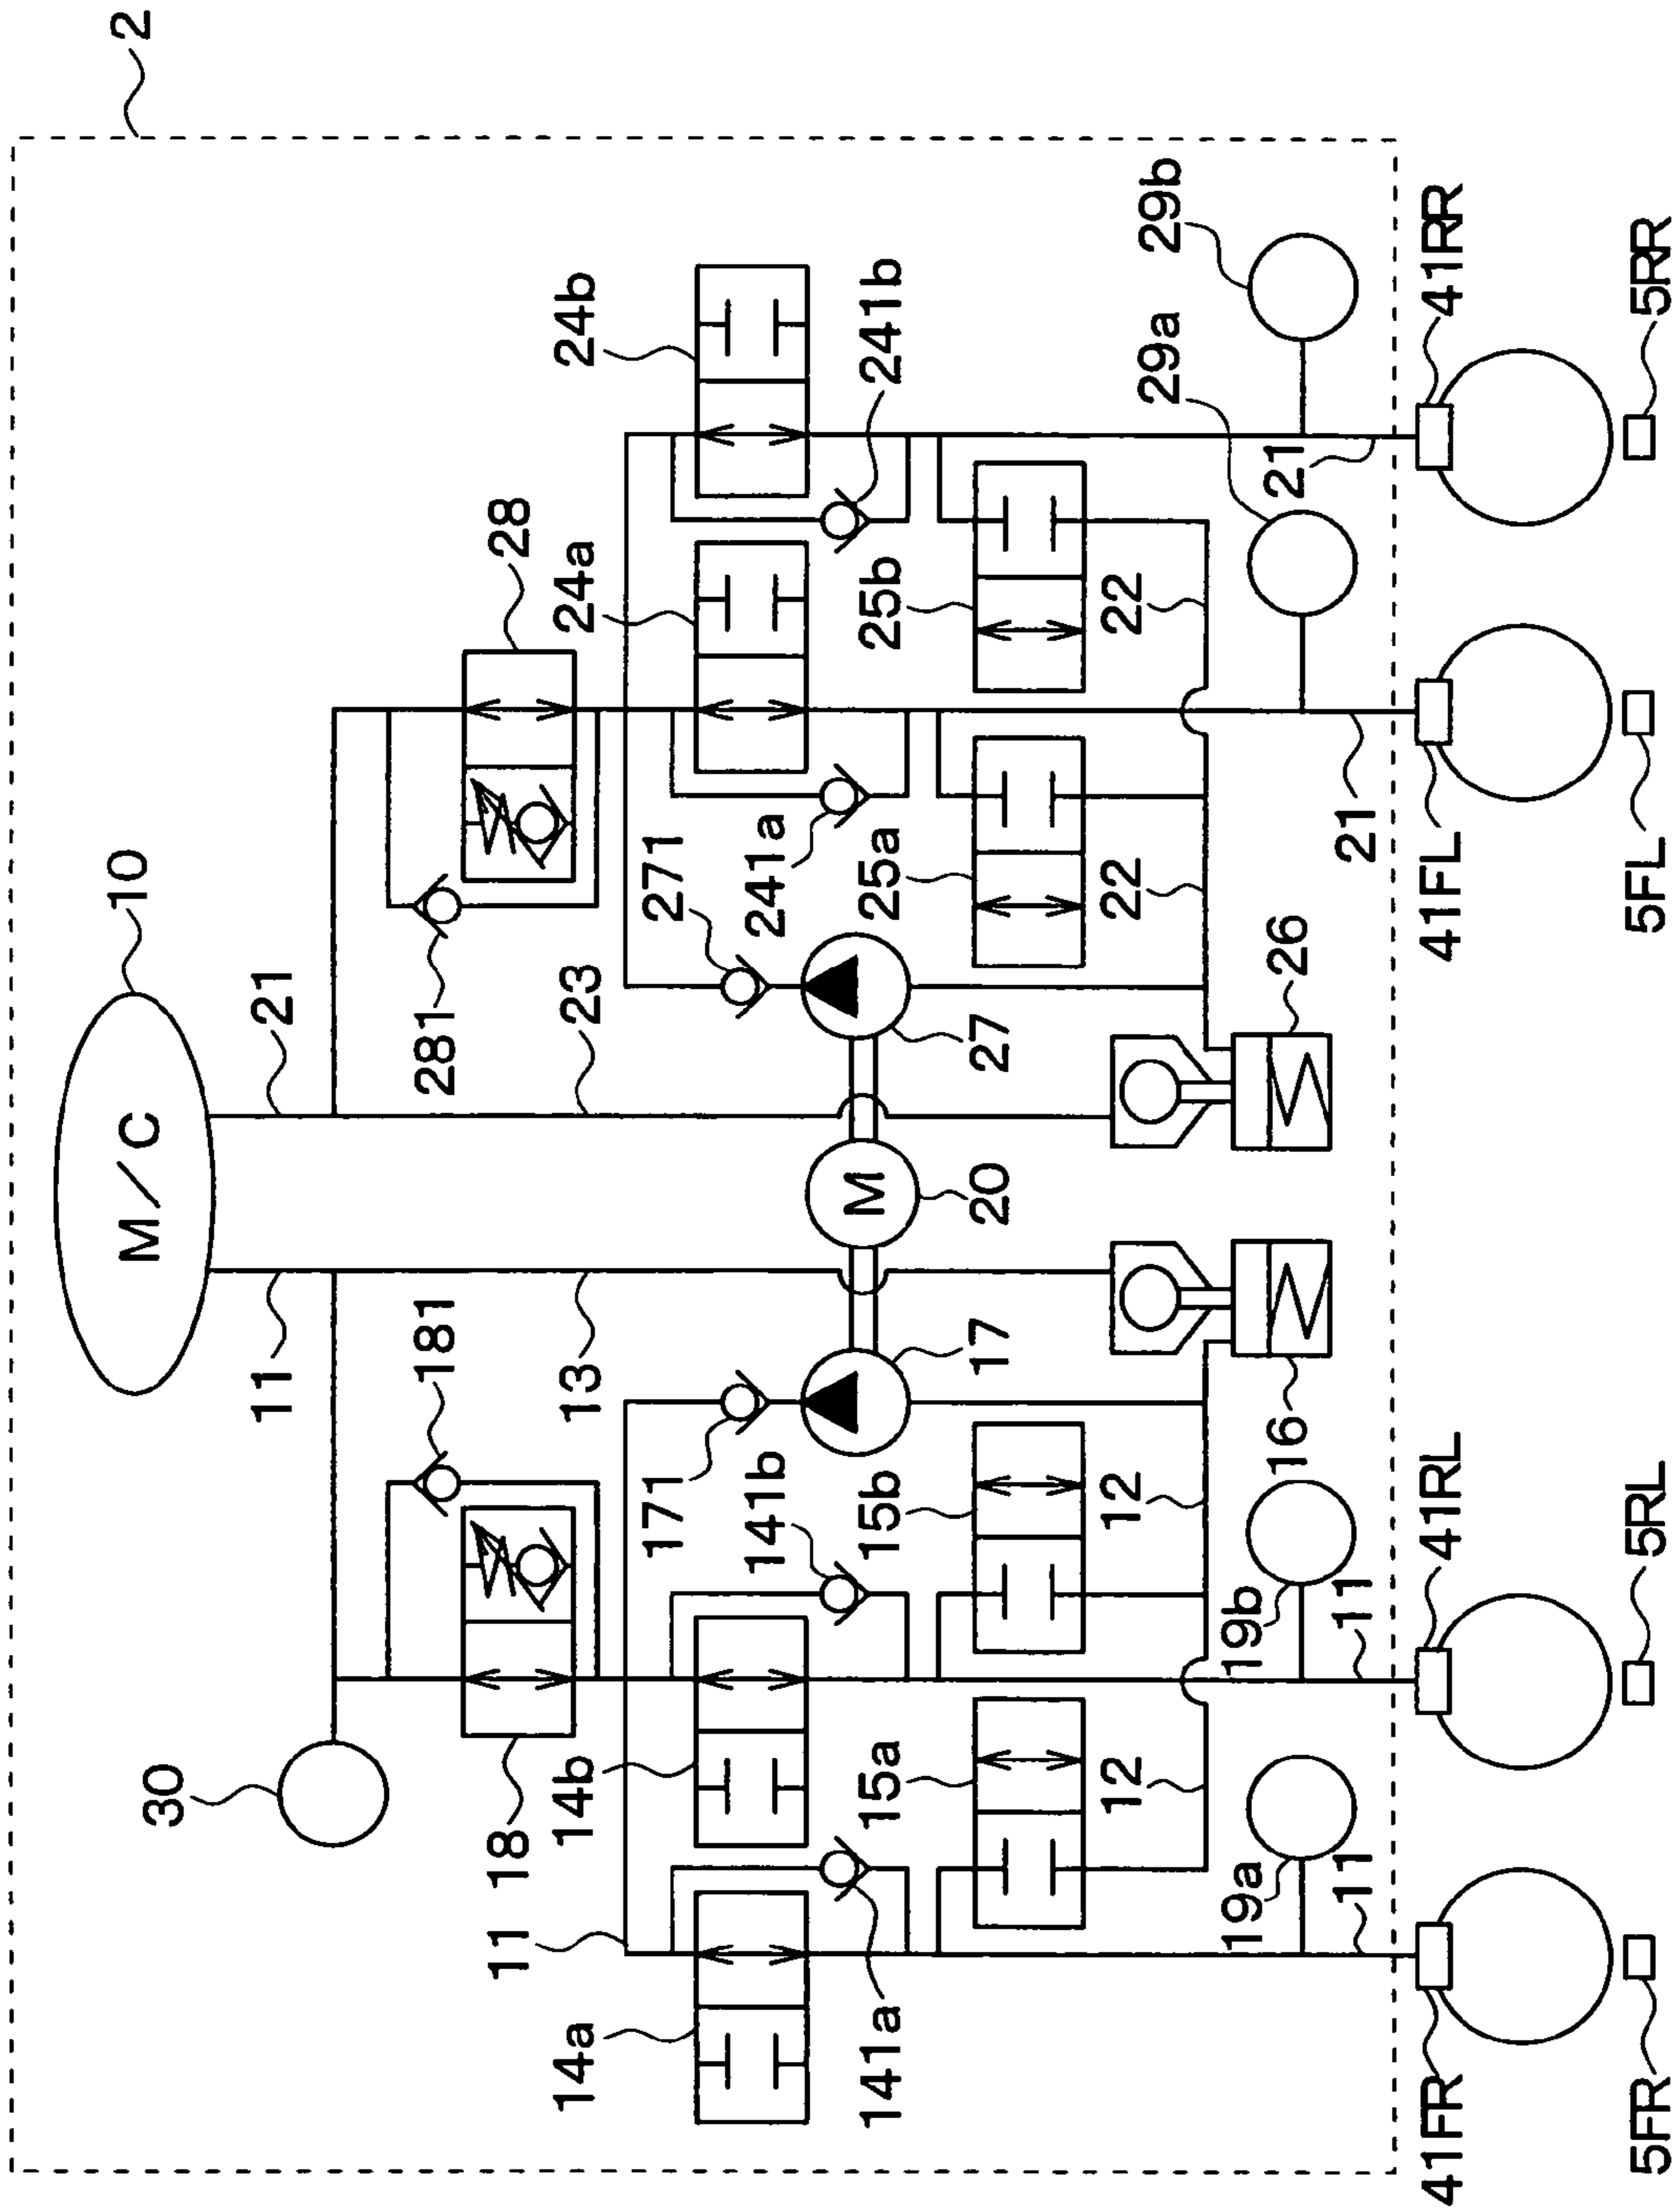 2
10
M/C
30
11
21
181
281
28
18
11
13
23
14a
14b
24a
24b
171
271
141a
141b
241a
241b
17
M
20
27
15a
15b
25a
25b
12
12
22
22
16
26
19a
19b
29a
29b
11
11
21
21
41FR
41RL
41FL
41RR
5FR
5RL
5FL
5RR